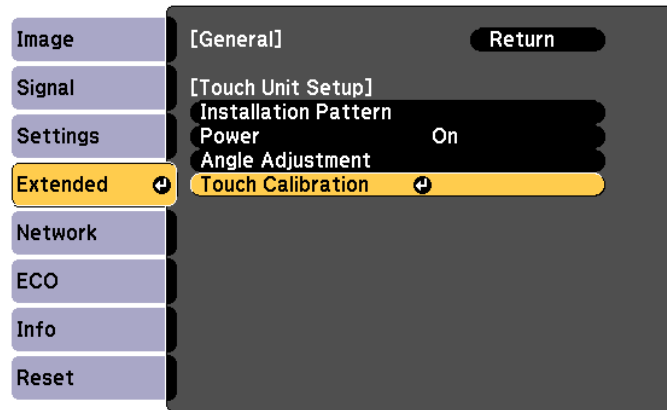 Image
Signal
Settings
Extended
Network
ECO
Info
Reset
[General] Return
[Touch Unit Setup]
Installation Pattern
Power On
Angle Adjustment
Touch Calibration